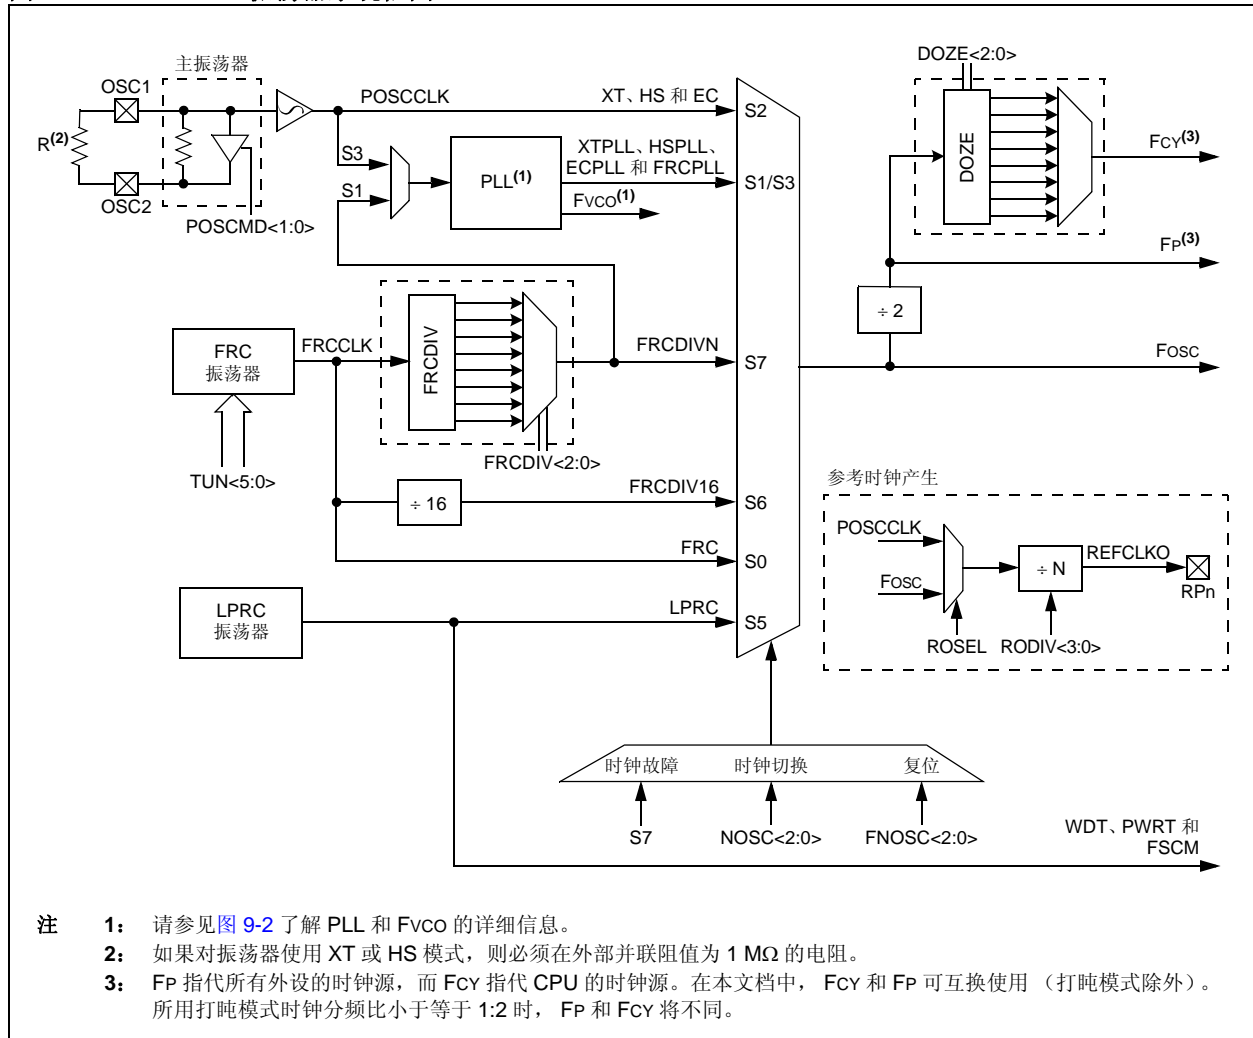 主振荡器
OSC1
R(2)
OSC2
POSCMD<1:0>
POSCCLK
XT、HS 和 EC
S2
S3
S1
PLL(1)
XTPLL、HSPLL、
ECPLL 和 FRCPLL
S1/S3
FVCO(1)
DOZE<2:0>
DOZE
FCY(3)
FP(3)
÷ 2
FOSC
FRC
振荡器
FRCCLK
FRCDIV
FRCDIVN
S7
FRCDIV<2:0>
TUN<5:0>
÷ 16
FRCDIV16
S6
FRC
S0
LPRC
振荡器
LPRC
S5
参考时钟产生
POSCCLK
FOSC
÷ N
REFCLKO
RPn
ROSEL
RODIV<3:0>
时钟故障
时钟切换
复位
S7
NOSC<2:0>
FNOSC<2:0>
WDT、PWRT 和
FSCM
注 1: 请参见图 9-2 了解 PLL 和 FVCO 的详细信息。
2: 如果对振荡器使用 XT 或 HS 模式，则必须在外部并联阻值为 1 MΩ 的电阻。
3: FP 指代所有外设的时钟源，而 FCY 指代 CPU 的时钟源。在本文档中， FCY 和 FP 可互换使用 （打盹模式除外）。
所用打盹模式时钟分频比小于等于 1:2 时， FP 和 FCY 将不同。